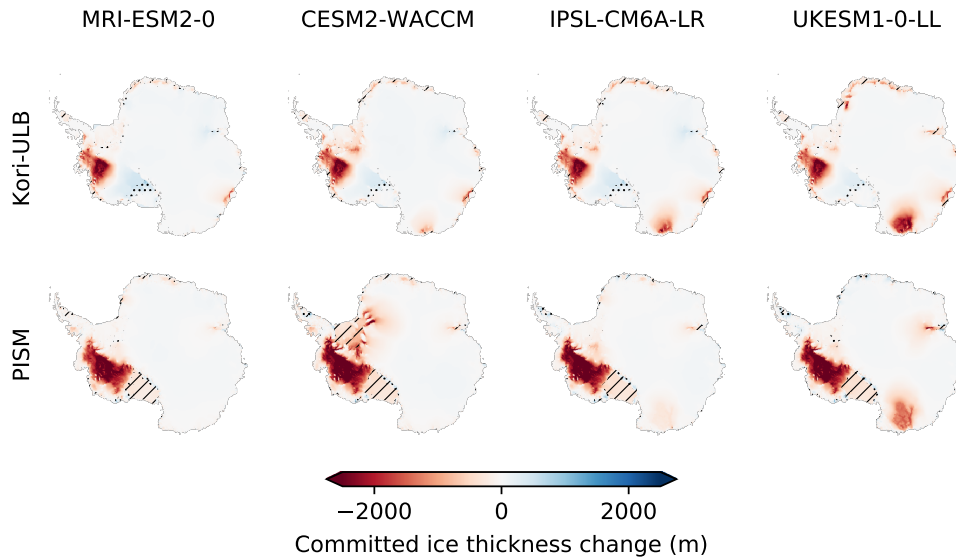 MRI-ESM2-0 CESM2-WACCM IPSL-CM6A-LR UKESM1-0-LL
Kori-ULB
PISM
−2000 0 2000
Committed ice thickness change (m)